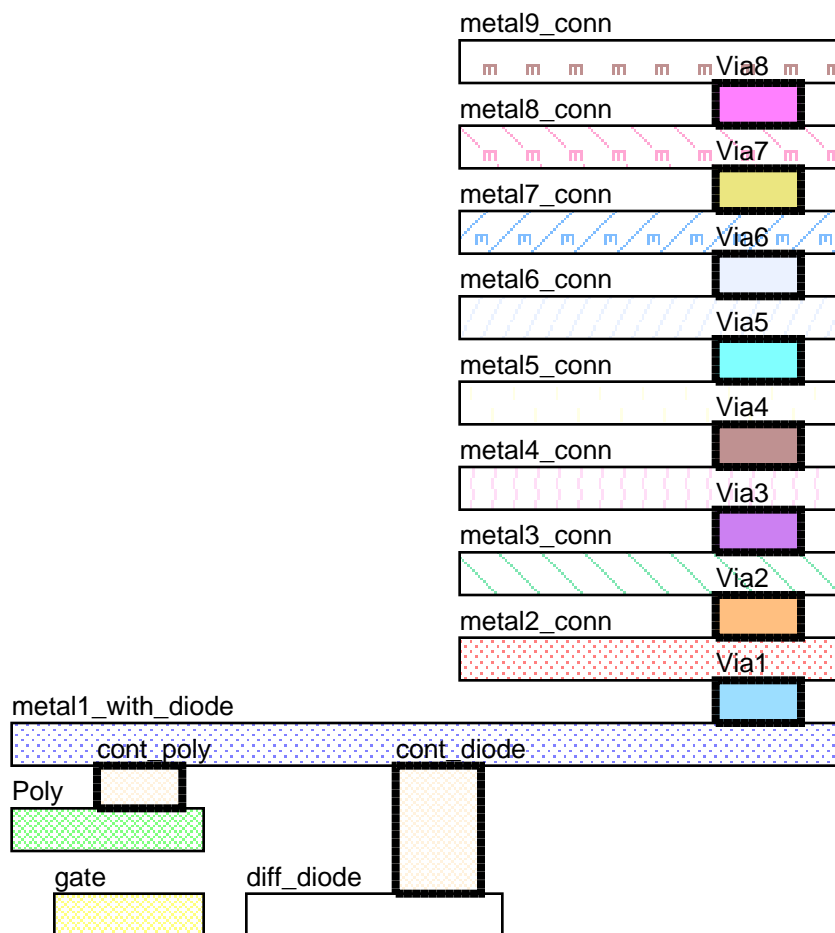 metal9_conn
Via8
metal8_conn
Via7
metal7_conn
Via6
metal6_conn
Via5
metal5_conn
Via4
metal4_conn
Via3
metal3_conn
Via2
metal2_conn
Via1
metal1_with_diode
cont_poly
cont_diode
Poly
gate
diff_diode